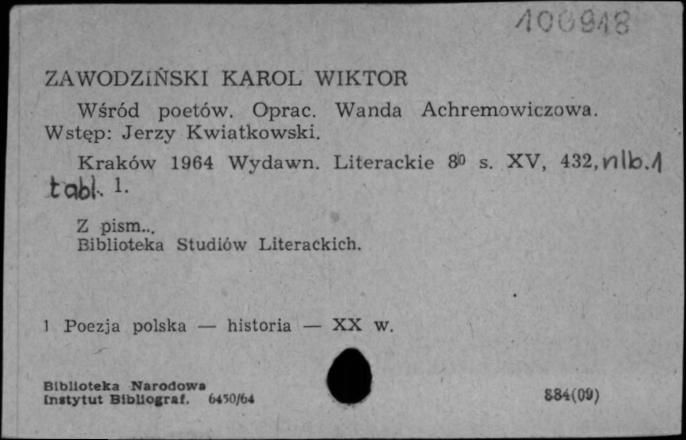 100948
ZAWODZIŃSKI KAROL WIKTOR
Wśród poetów. Oprac. Wanda Achremowiczowa.
Wstęp: Jerzy Kwiatkowski.
Kraków 1964 Wydawn. Literackie 8⁰ s. XV, 432, nlb. 1
tabl. 1.
Z pism...
Biblioteka Studiów Literackich.
1 Poezja polska — historia — XX w.
Biblioteka Narodowa
Instytut Bibliograf. 6450/64
884(09)